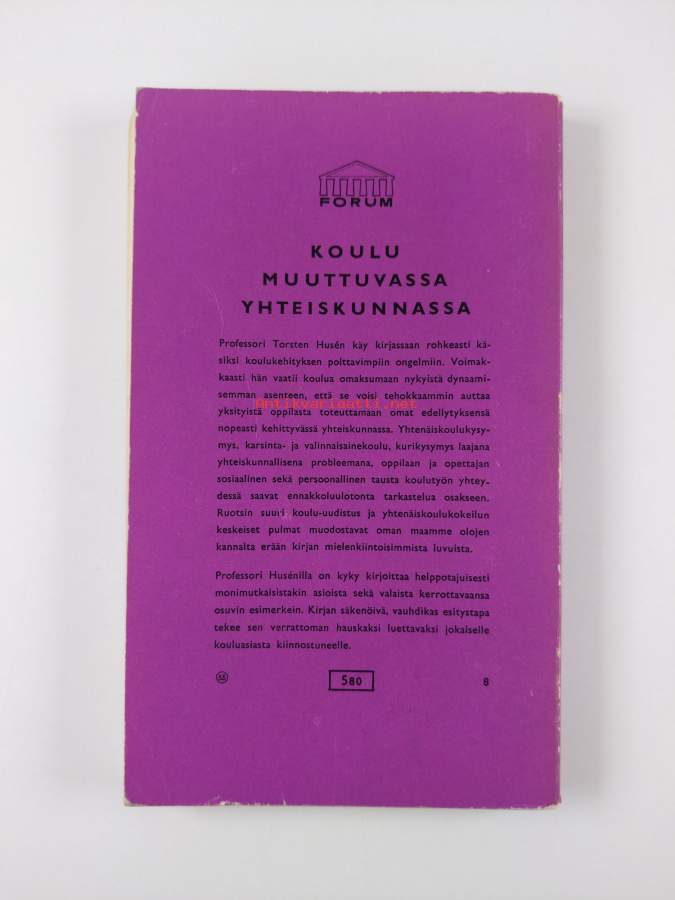 FORUM
KOULU
MUUTTUVASSA
YHTEISKUNNASSA
Professori Torsten Husén käy kirjassaan rohkeasti kä-
siksi koulukehityksen polttavimpiin ongelmiin. Voimak-
kaasti hän vaatii koulua omaksumaan nykyistä dynaami-
semman asenteen, että se voisi tehokkaammin auttaa
antikvariaatti.net
yksityistä oppilasta toteuttamaan omat edellytyksensä
nopeasti kehittyvässä yhteiskunnassa. Yhtenäiskoulukysy-
mys, karsinta- ja valinnaisainekoulu, kurikysymys laajana
yhteiskunnallisena probleemana, oppilaan ja opettajan
sosiaalinen sekä persoonallinen tausta koulutyön yhtey-
dessä saavat ennakkoluulotonta tarkastelua osakseen.
Ruotsin suuri koulu-uudistus ja yhtenäiskoulukokeilun
keskeiset pulmat muodostavat oman maamme olojen
kannalta erään kirjan mielenkiintoisimmista luvuista.
Professori Husénilla on kyky kirjoittaa helppotajuisesti
monimutkaisistakin asioista sekä valaista kerrottavaansa
osuvin esimerkein. Kirjan säkenöivä, vauhdikas esitystapa
tekee sen verrattoman hauskaksi luettavaksi jokaiselle
kouluasiasta kiinnostuneelle.
580
8